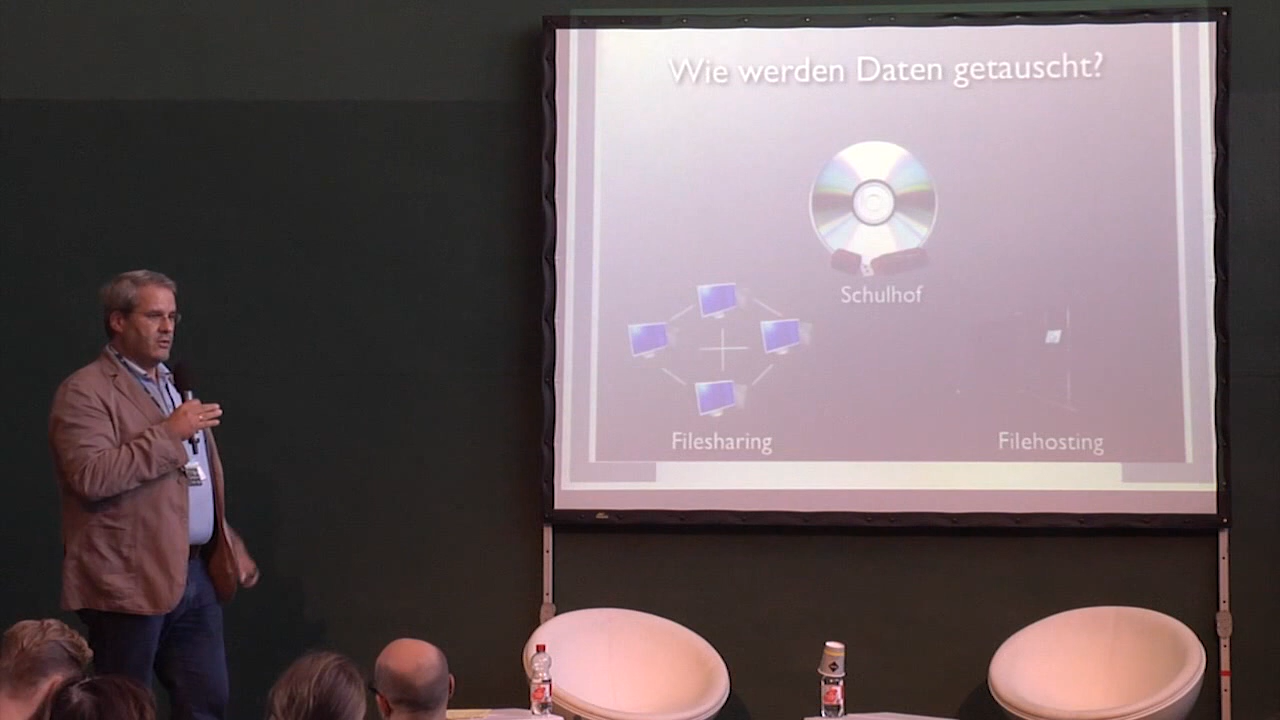 Wie werden Daten getauscht?
Schulhof
Filesharing
Filehosting